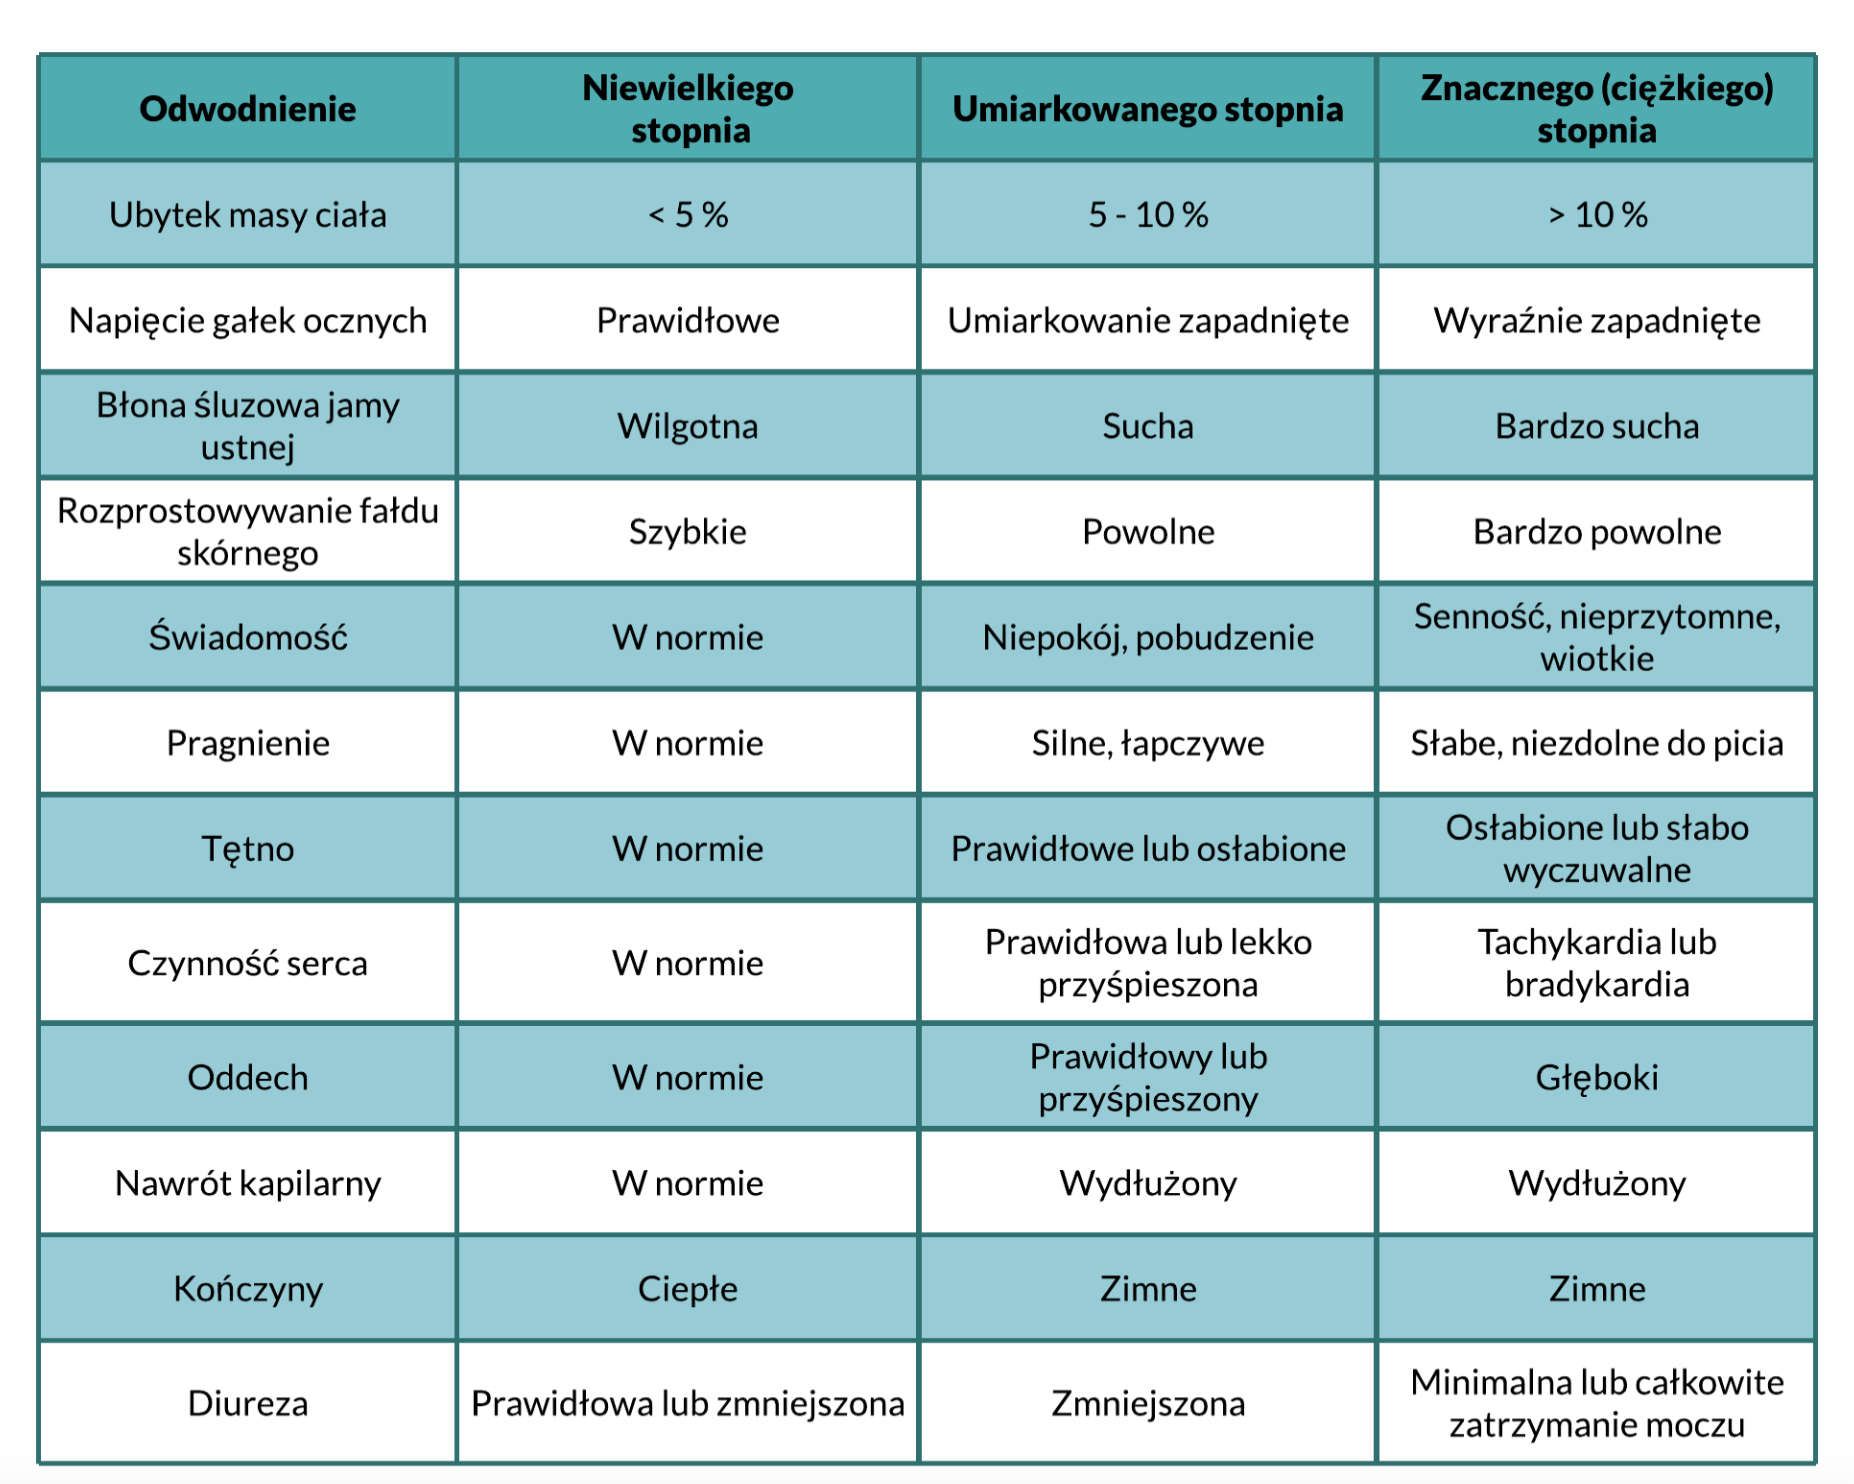 Odwodnienie
Niewielkiego
stopnia
Umiarkowanego stopnia
Znacznego (ciężkiego)
stopnia
Ubytek masy ciała
< 5 %
5 - 10 %
> 10 %
Napięcie gałek ocznych
Prawidłowe
Umiarkowanie zapadnięte
Wyraźnie zapadnięte
Błona śluzowa jamy
ustnej
Wilgotna
Sucha
Bardzo sucha
Rozprostowywanie fałdu
skórnego
Szybkie
Powolne
Bardzo powolne
Świadomość
W normie
Niepokój, pobudzenie
Senność, nieprzytomne,
wiotkie
Pragnienie
W normie
Silne, łapczywe
Słabe, niezdolne do picia
Tętno
W normie
Prawidłowe lub osłabione
Osłabione lub słabo
wyczuwalne
Czynność serca
W normie
Prawidłowa lub lekko
przyśpieszona
Tachykardia lub
bradykardia
Oddech
W normie
Prawidłowy lub
przyśpieszony
Głęboki
Nawrót kapilarny
W normie
Wydłużony
Wydłużony
Kończyny
Ciepłe
Zimne
Zimne
Diureza
Prawidłowa lub zmniejszona
Zmniejszona
Minimalna lub całkowite
zatrzymanie moczu